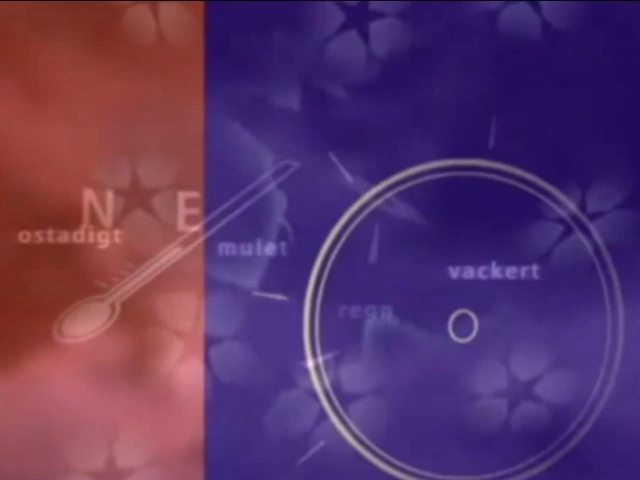 N E
ostadigt
mulet
vackert
regn